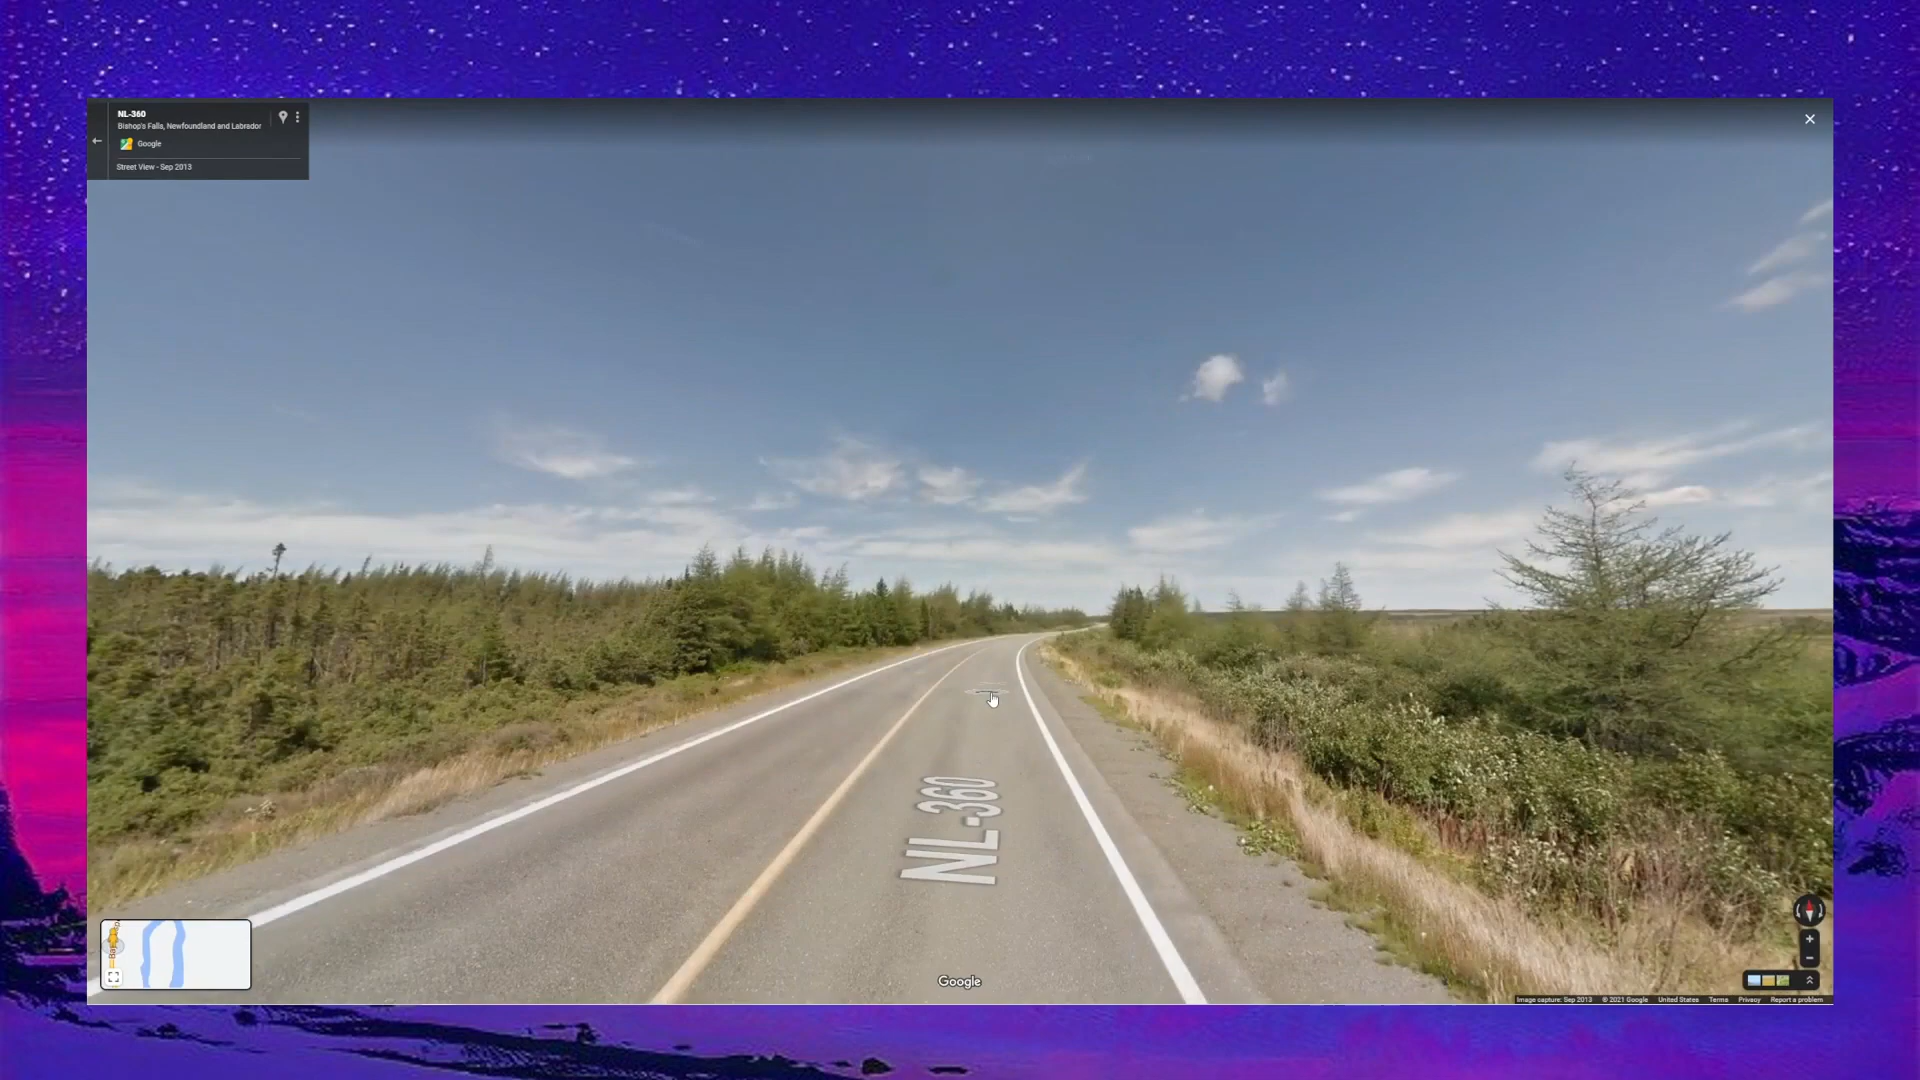 NL-360
Bishop's Falls, Newfoundland and Labrador
Google
Street View - Sep 2013
NL-360
Google
Image capture: Sep 2013 © 2021 Google United States Terms Privacy Report a problem